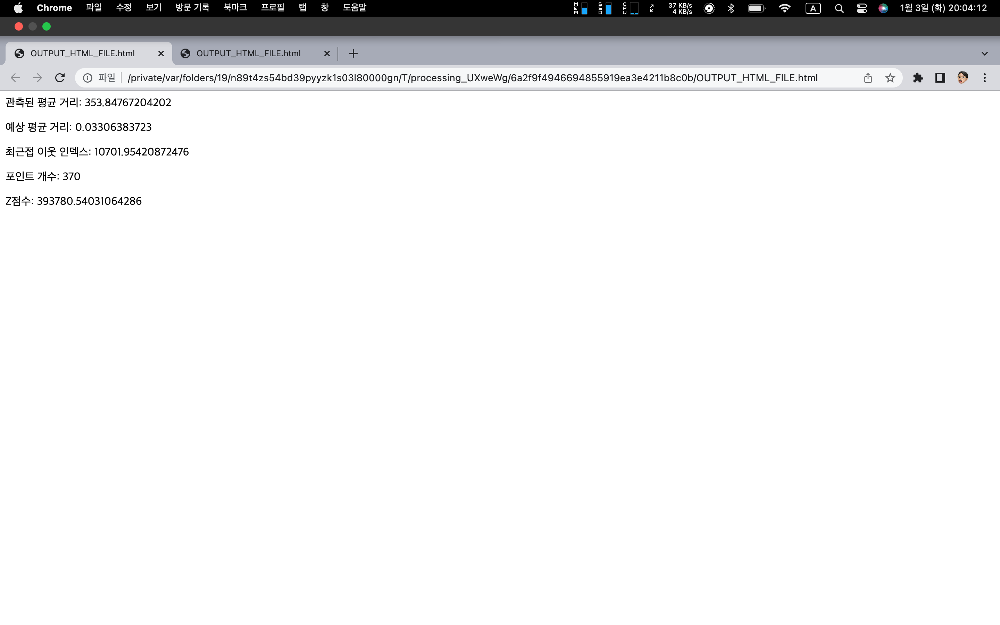 Chrome 파일 수정 보기 방문 기록 북마크 프로필 탭 창 도움말 MEM SSD CPU 37 KB/s 4 KB/s A 1월 3일 (화) 20:04:12
OUTPUT_HTML_FILE.html OUTPUT_HTML_FILE.html
파일 /private/var/folders/19/n89t4zs54bd39pyyzk1s03l80000gn/T/processing_UXweWg/6a2f9f4946694855919ea3e4211b8c0b/OUTPUT_HTML_FILE.html
관측된 평균 거리: 353.84767204202
예상 평균 거리: 0.03306383723
최근접 이웃 인덱스: 10701.95420872476
포인트 개수: 370
Z점수: 393780.54031064286